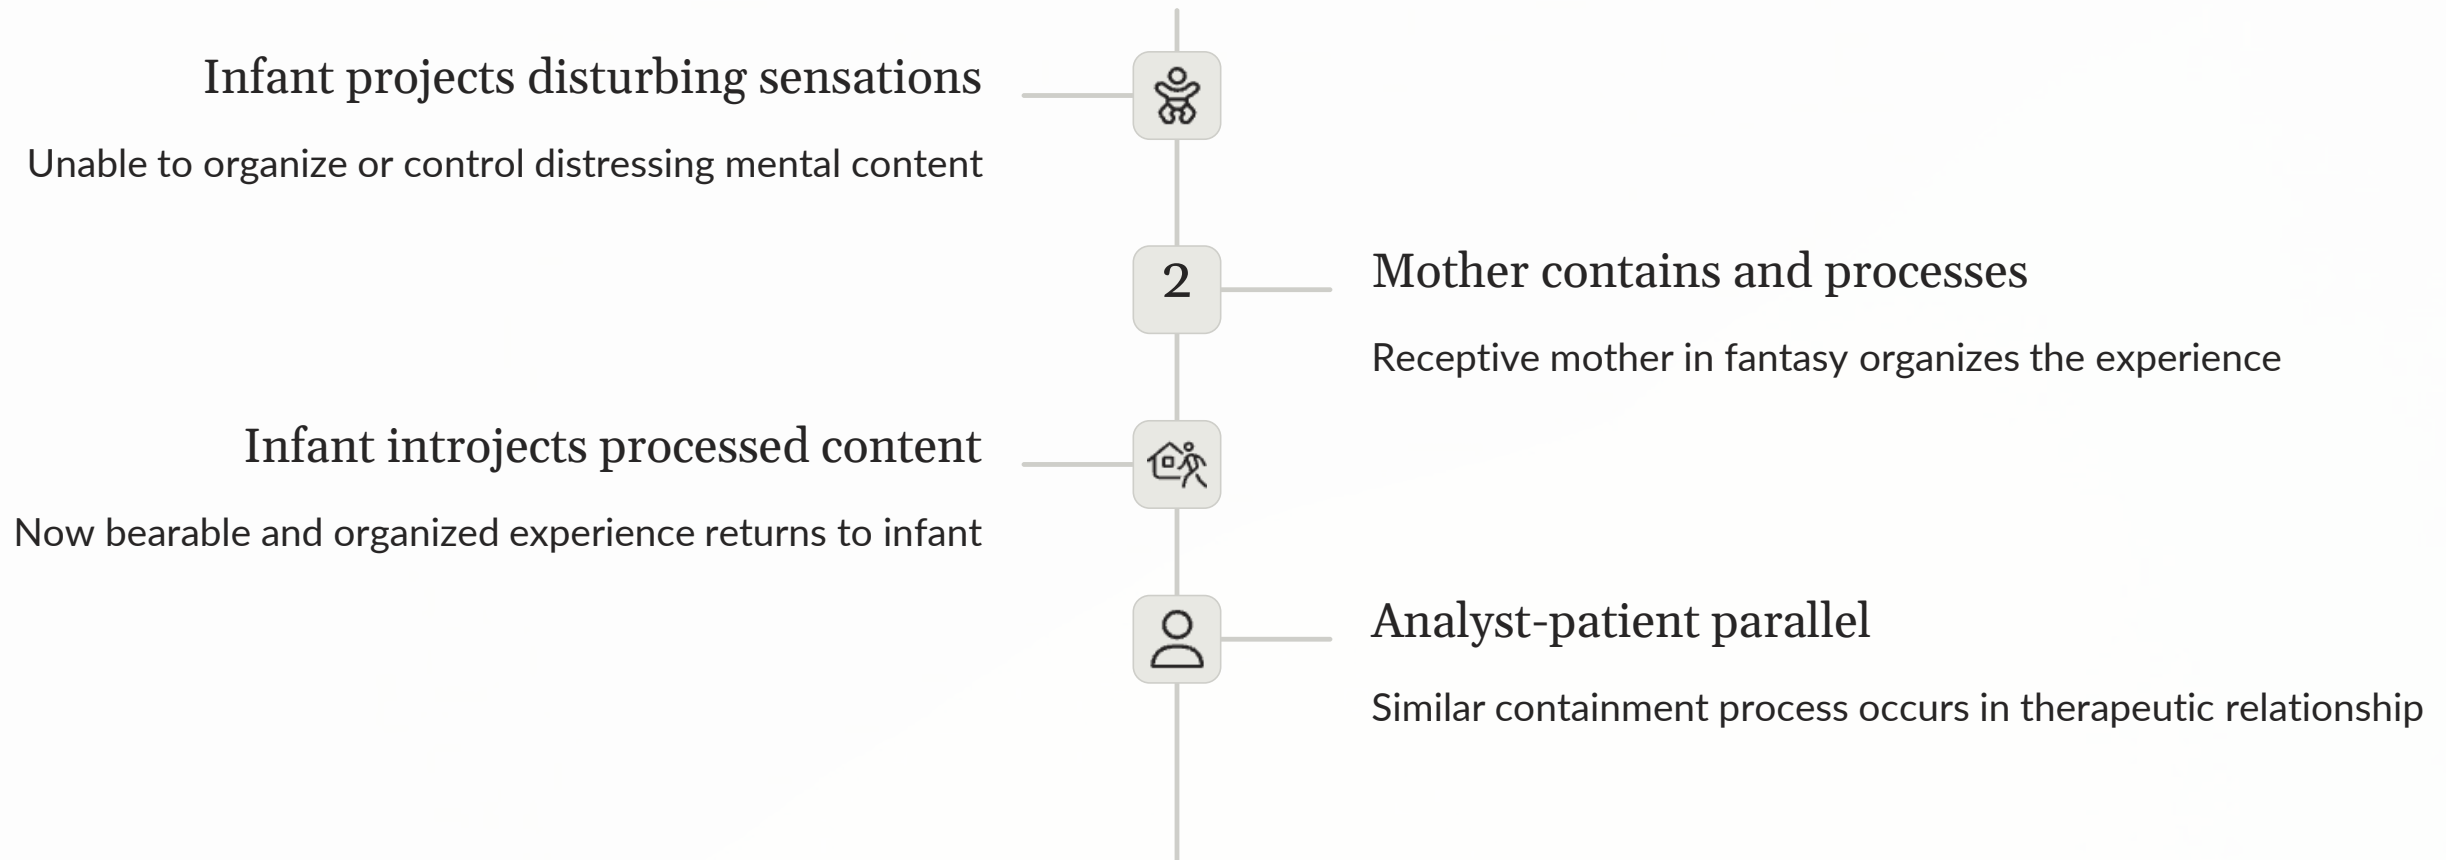 Infant projects disturbing sensations
Unable to organize or control distressing mental content
2
Mother contains and processes
Receptive mother in fantasy organizes the experience
Infant introjects processed content
Now bearable and organized experience returns to infant
Analyst-patient parallel
Similar containment process occurs in therapeutic relationship